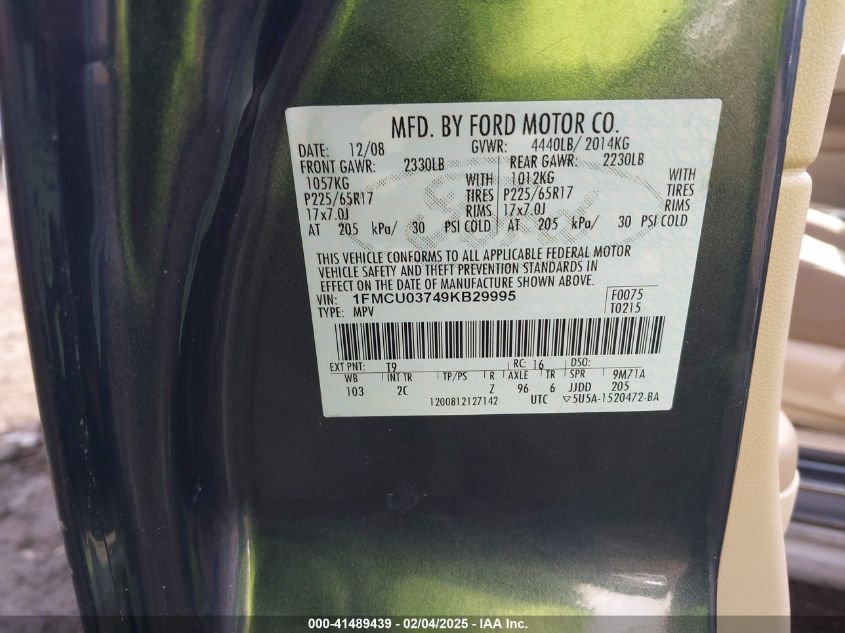 MFD. BY FORD MOTOR CO.
DATE: 12/08 GVWR: 4440LB/ 2014KG
FRONT GAWR: 2330LB REAR GAWR: 2230LB
1057KG WITH 1012KG WITH
P225/65R17 TIRES P225/65R17 TIRES
17x7.0J RIMS 17x7.0J RIMS
AT 205 kPa/ 30 PSI COLD AT 205 kPa/ 30 PSI COLD
THIS VEHICLE CONFORMS TO ALL APPLICABLE FEDERAL MOTOR
VEHICLE SAFETY AND THEFT PREVENTION STANDARDS IN
EFFECT ON THE DATE OF MANUFACTURE SHOWN ABOVE.
VIN: 1FMCU03749KB29995 F0075
TYPE: MPV T0215
EXT PNT: T9 RC: 16 DSO:
WB INT TR TP/PS R AXLE TR SPR 9M71A
103 2C Z 96 6 JJDD 205
1200812127142 UTC ▽5U5A-1520472-BA
000-41489439 - 02/04/2025 - IAA Inc.